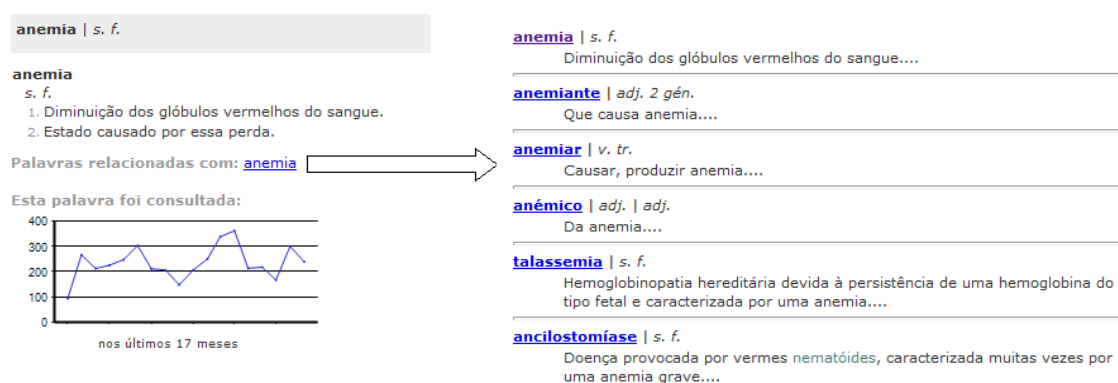 anemia | s. f.
anemia
s. f.
1. Diminuição dos glóbulos vermelhos do sangue.
2. Estado causado por essa perda.
Palavras relacionadas com: anemia
Esta palavra foi consultada:
400
300
200
100
0
nos últimos 17 meses
anemia | s. f.
Diminuição dos glóbulos vermelhos do sangue....
anemiante | adj. 2 gén.
Que causa anemia....
anemiar | v. tr.
Causar, produzir anemia....
anémico | adj. | adj.
Da anemia....
talassemia | s. f.
Hemoglobinopatia hereditária devida à persistência de uma hemoglobina do
tipo fetal e caracterizada por uma anemia....
ancilostomíase | s. f.
Doença provocada por vermes nematóides, caracterizada muitas vezes por
uma anemia grave....